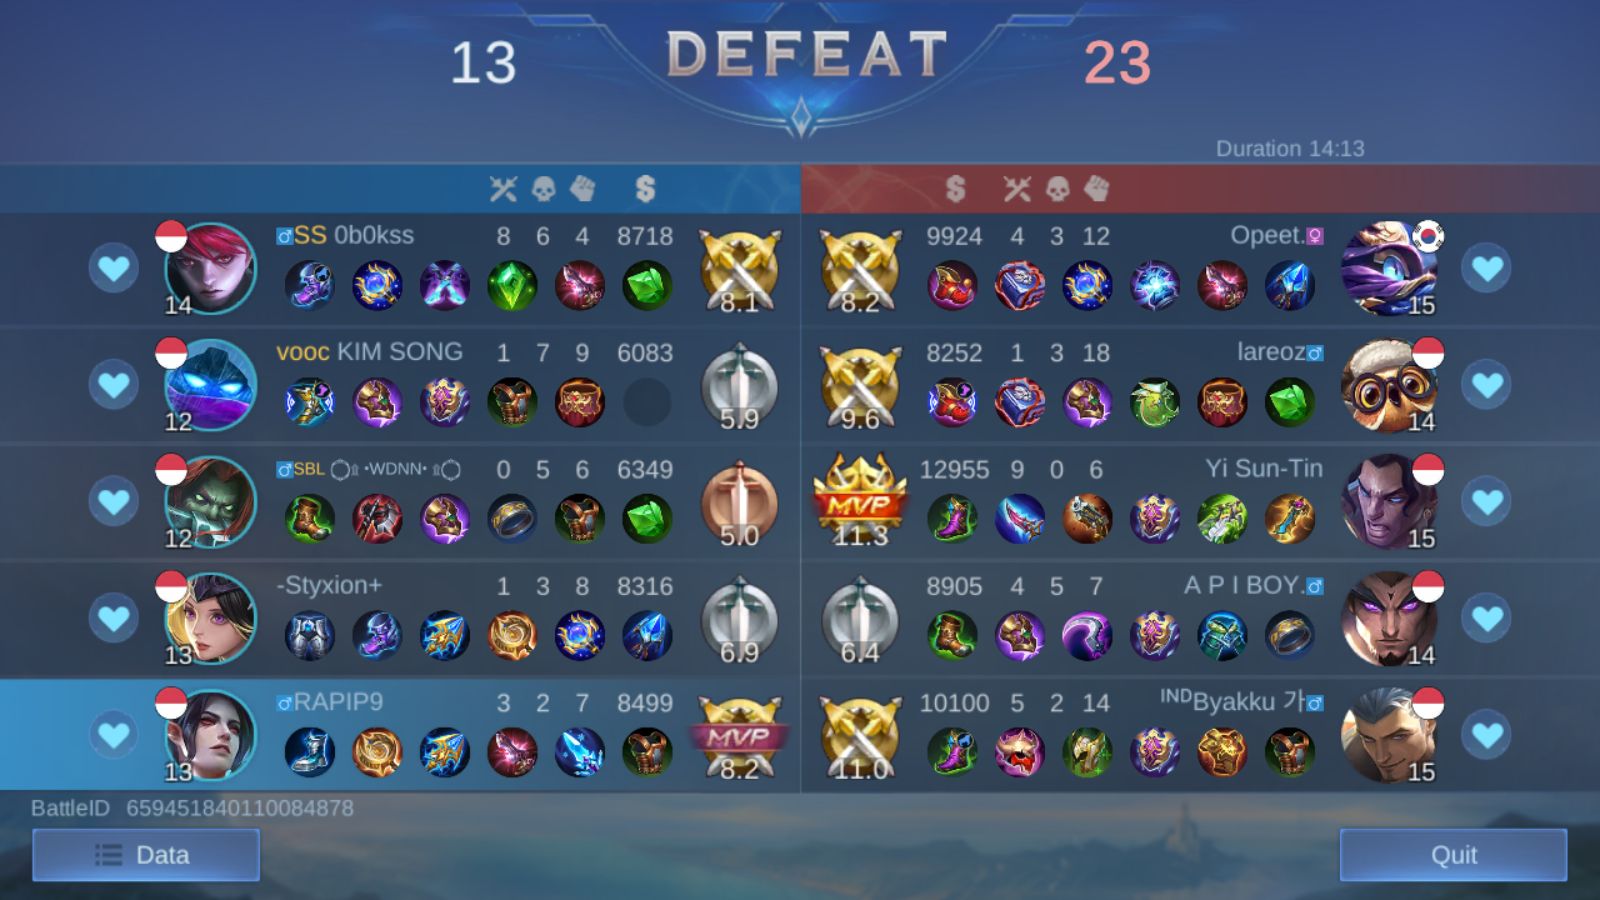 13 DEFEAT 23
Duration 14:13
SS 0b0kss 8 6 4 8718
14 8.1
9924 4 3 12 Opeet.
8.2 15
vooc KIM SONG 1 7 9 6083
12 5.9
8252 1 3 18 lareoz
9.6 14
SBL •WDNN• 0 5 6 6349
12 5.0
12955 9 0 6 Yi Sun-Tin
MVP 11.3 15
-Styxion+ 1 3 8 8316
13 6.9
8905 4 5 7 A P I BOY.
6.4 14
RAPIP9 3 2 7 8499
13 MVP 8.2
10100 5 2 14 ᴵᴺᴰByakku 가
11.0 15
BattleID 659451840110084878
Data
Quit